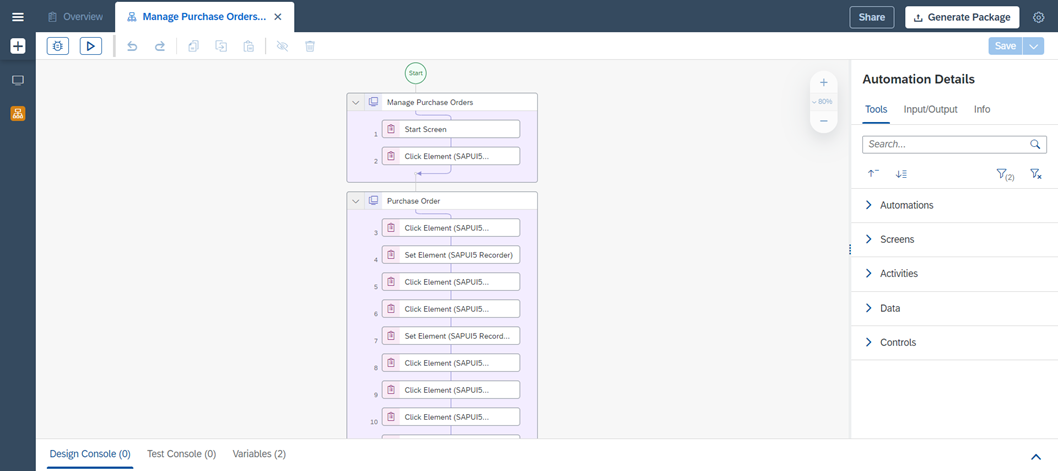 Overview
Manage Purchase Orders...
Share
Generate Package
Save
Start
Manage Purchase Orders
1
Start Screen
2
Click Element (SAPUI5...
Purchase Order
3
Click Element (SAPUI5...
4
Set Element (SAPUI5 Recorder)
5
Click Element (SAPUI5...
6
Click Element (SAPUI5...
7
Set Element (SAPUI5 Record...
8
Click Element (SAPUI5...
9
Click Element (SAPUI5...
10
Click Element (SAPUI5...
80%
Automation Details
Tools Input/Output Info
Search...
(2)
Automations
Screens
Activities
Data
Controls
Design Console (0) Test Console (0) Variables (2)